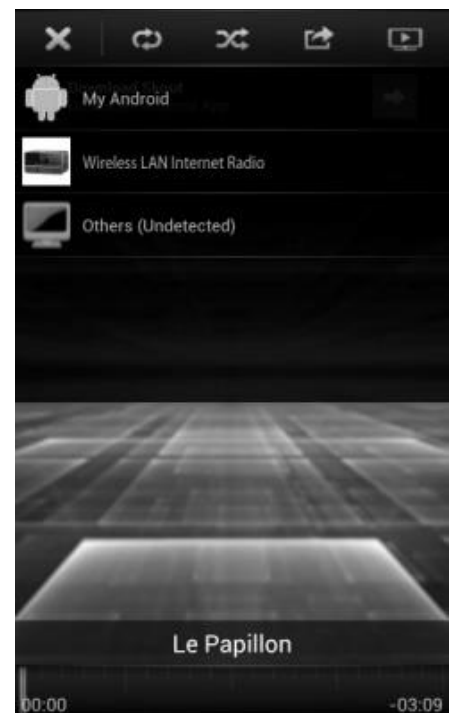 My Android
Wireless LAN Internet Radio
Others (Undetected)
Le Papillon
00:00
-03:09